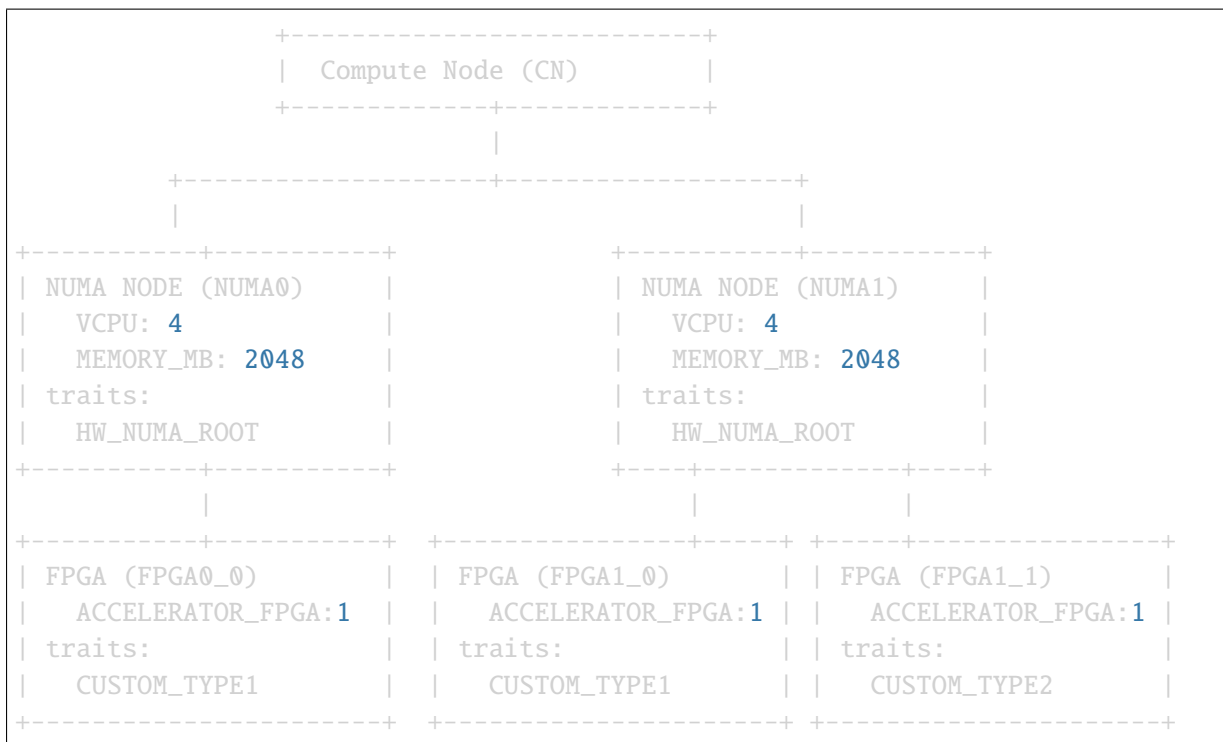 +---------------------------+
|  Compute Node (CN)        |
+-------------+-------------+
|
+--------------------+-------------------+
|                                        |
+-----------+-----------+              +-----------+-----------+
| NUMA NODE (NUMA0)     |              | NUMA NODE (NUMA1)     |
|   VCPU: 4             |              |   VCPU: 4             |
|   MEMORY_MB: 2048     |              |   MEMORY_MB: 2048     |
| traits:               |              | traits:               |
|   HW_NUMA_ROOT        |              |   HW_NUMA_ROOT        |
+-----------+-----------+              +----+-------------+----+
|                               |             |
+-----------+-----------+  +----------------+-----+ +-----+----------------+
| FPGA (FPGA0_0)        |  | FPGA (FPGA1_0)       | | FPGA (FPGA1_1)       |
|   ACCELERATOR_FPGA:1  |  |   ACCELERATOR_FPGA:1 | |   ACCELERATOR_FPGA:1 |
| traits:               |  | traits:              | | traits:              |
|   CUSTOM_TYPE1        |  |   CUSTOM_TYPE1       | |   CUSTOM_TYPE2       |
+-----------------------+  +----------------------+ +----------------------+